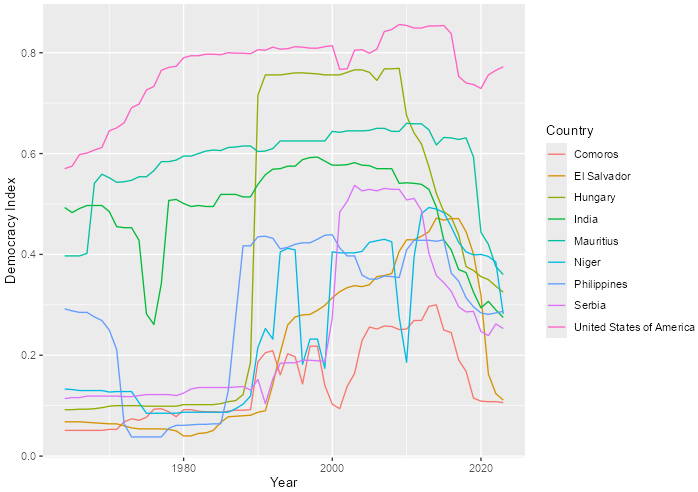 0.8
0.6
0.4
0.2
0.0
Democracy Index
1980
2000
2020
Year
Country
Comoros
El Salvador
Hungary
India
Mauritius
Niger
Philippines
Serbia
United States of America